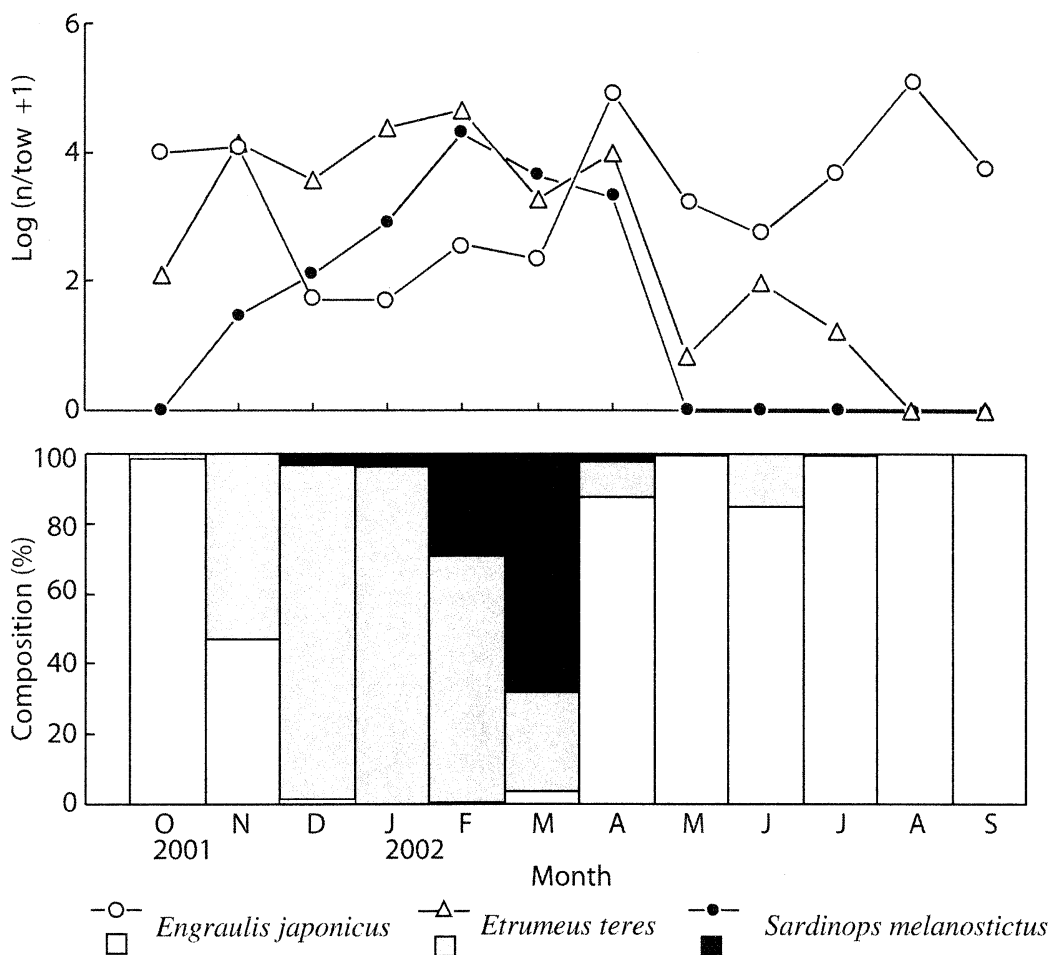 6
4
2
0
Log (n/tow +1)
100
80
60
40
20
0
Composition (%)
O N D J F M A M J J A S
2001 2002
Month
Engraulis japonicus Etrumeus teres Sardinops melanostictus